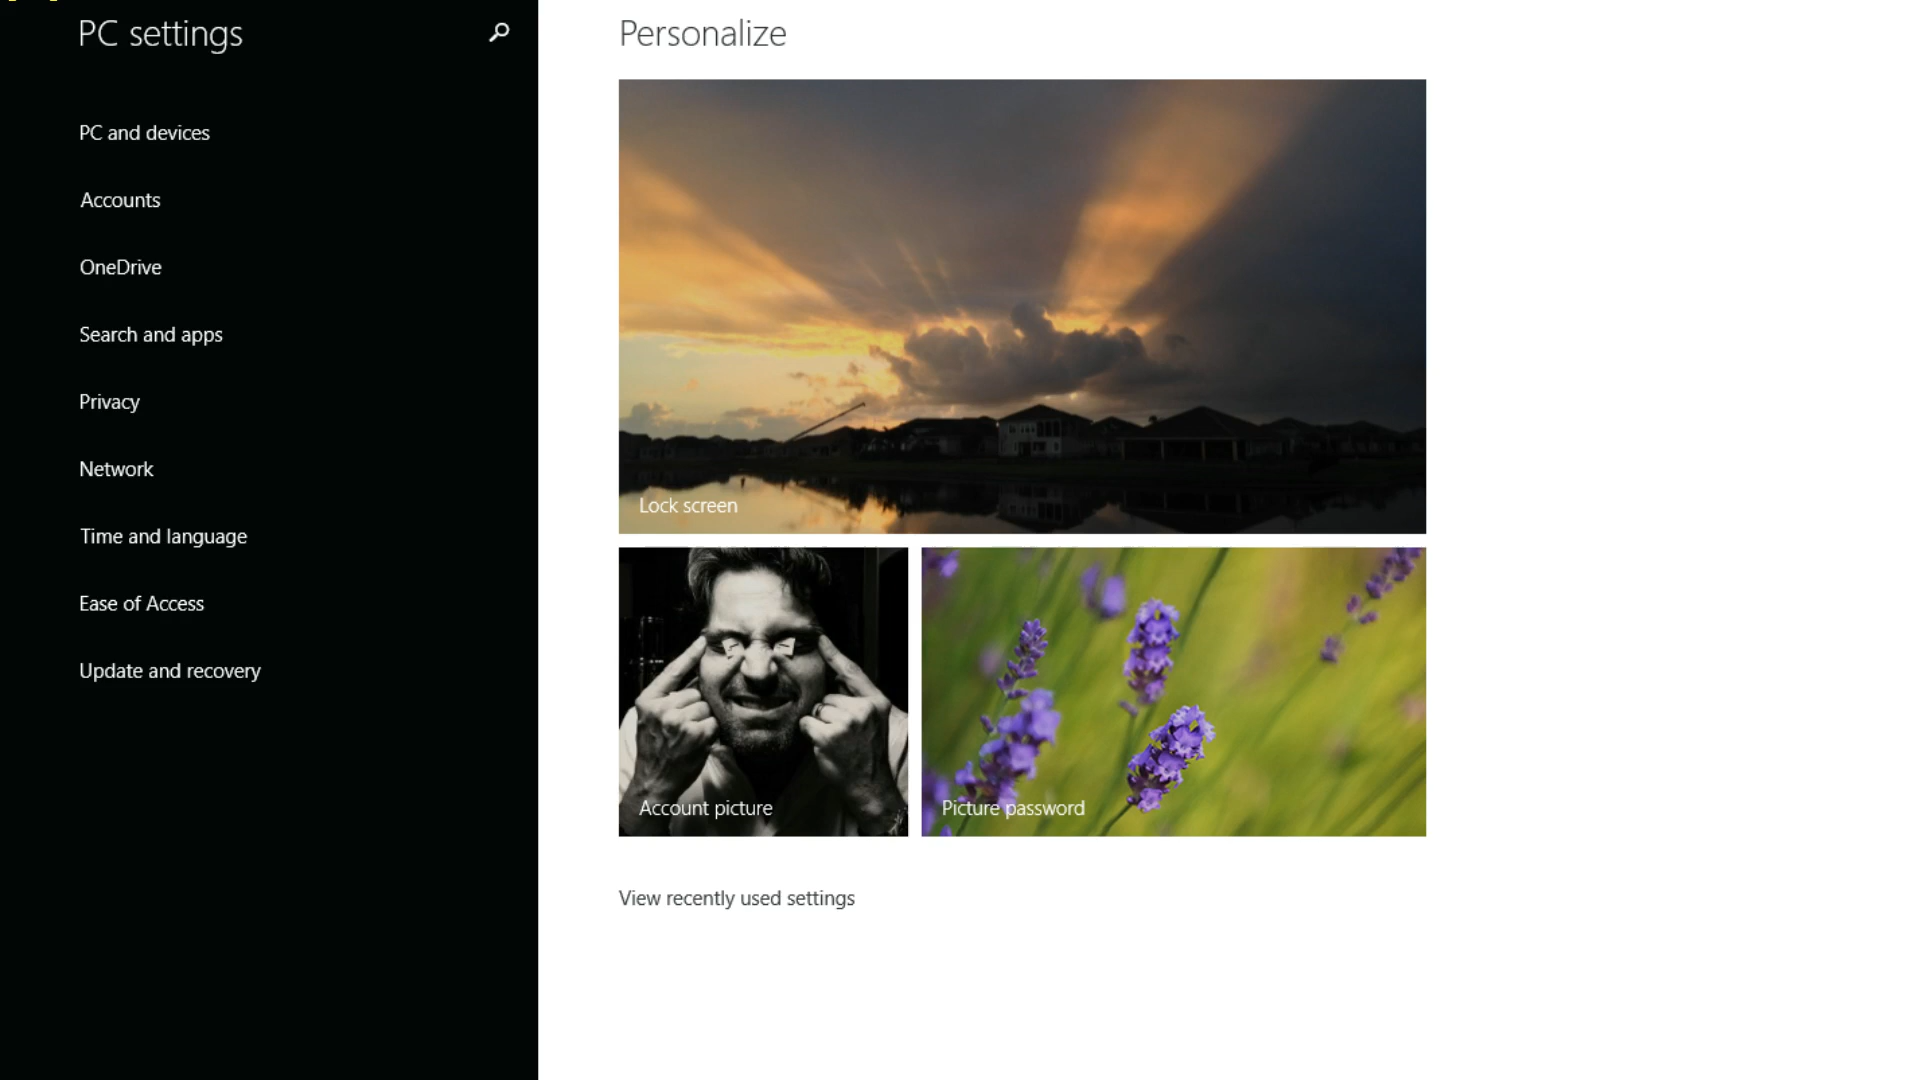 PC settings
PC and devices
Accounts
OneDrive
Search and apps
Privacy
Network
Time and language
Ease of Access
Update and recovery
Personalize
Lock screen
Account picture
Picture password
View recently used settings